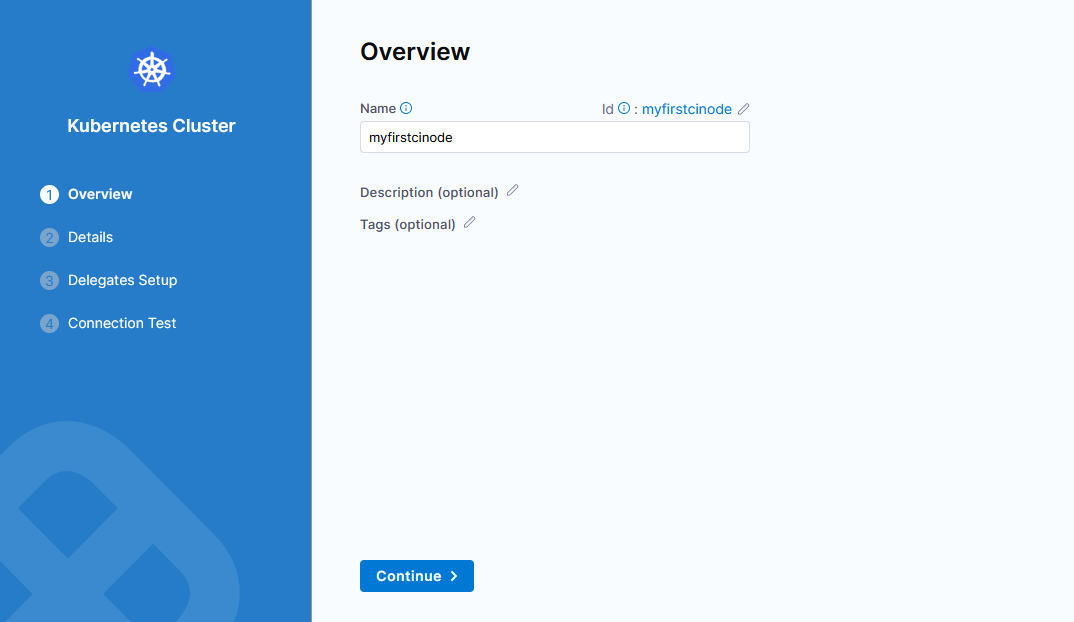 Kubernetes Cluster
1 Overview
2 Details
3 Delegates Setup
4 Connection Test
Overview
Name Id : myfirstcinode
myfirstcinode
Description (optional)
Tags (optional)
Continue